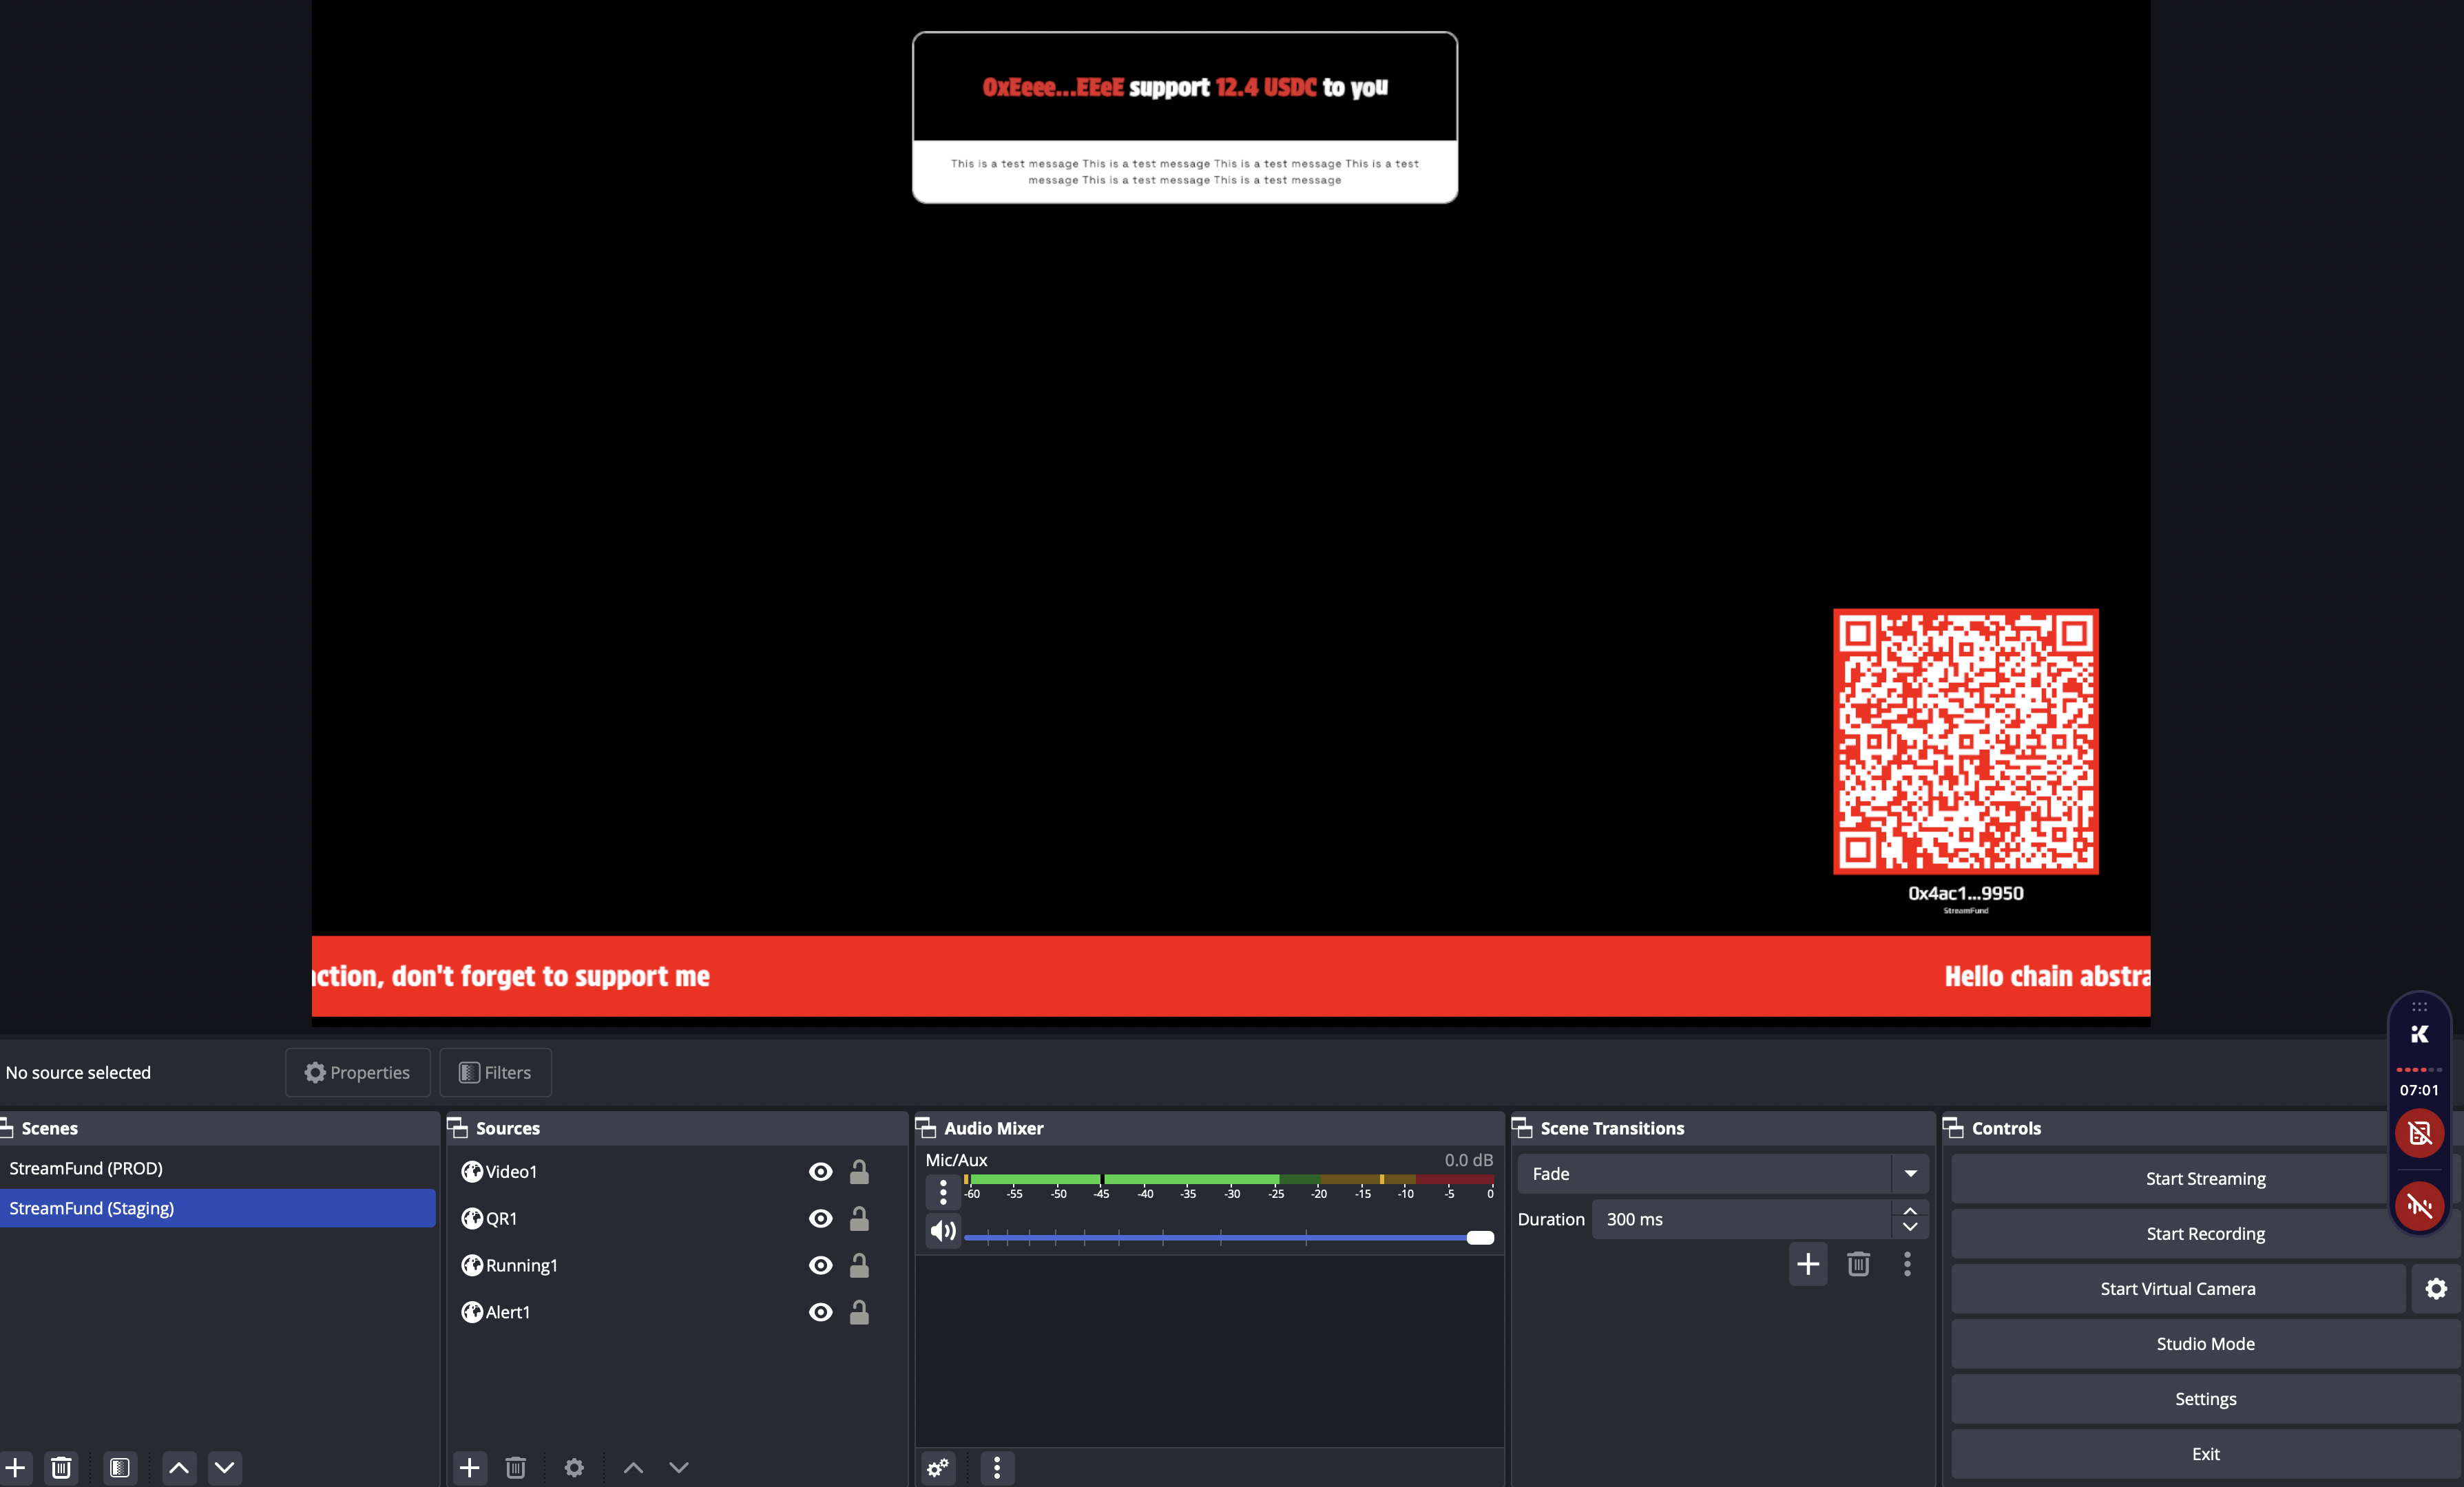 0xEeee...EEeE support 12.4 USDC to you
This is a test message This is a test message This is a test message This is a test
message This is a test message This is a test message
0x4ac1...9950
StreamFund
ction, don't forget to support me
Hello chain abstra
No source selected
Properties
Filters
07:01
Scenes
StreamFund (PROD)
StreamFund (Staging)
Sources
Video1
QR1
Running1
Alert1
Audio Mixer
Mic/Aux
0.0 dB
-60 -55 -50 -45 -40 -35 -30 -25 -20 -15 -10 -5 0
Scene Transitions
Fade
Duration 300 ms
Controls
Start Streaming
Start Recording
Start Virtual Camera
Studio Mode
Settings
Exit